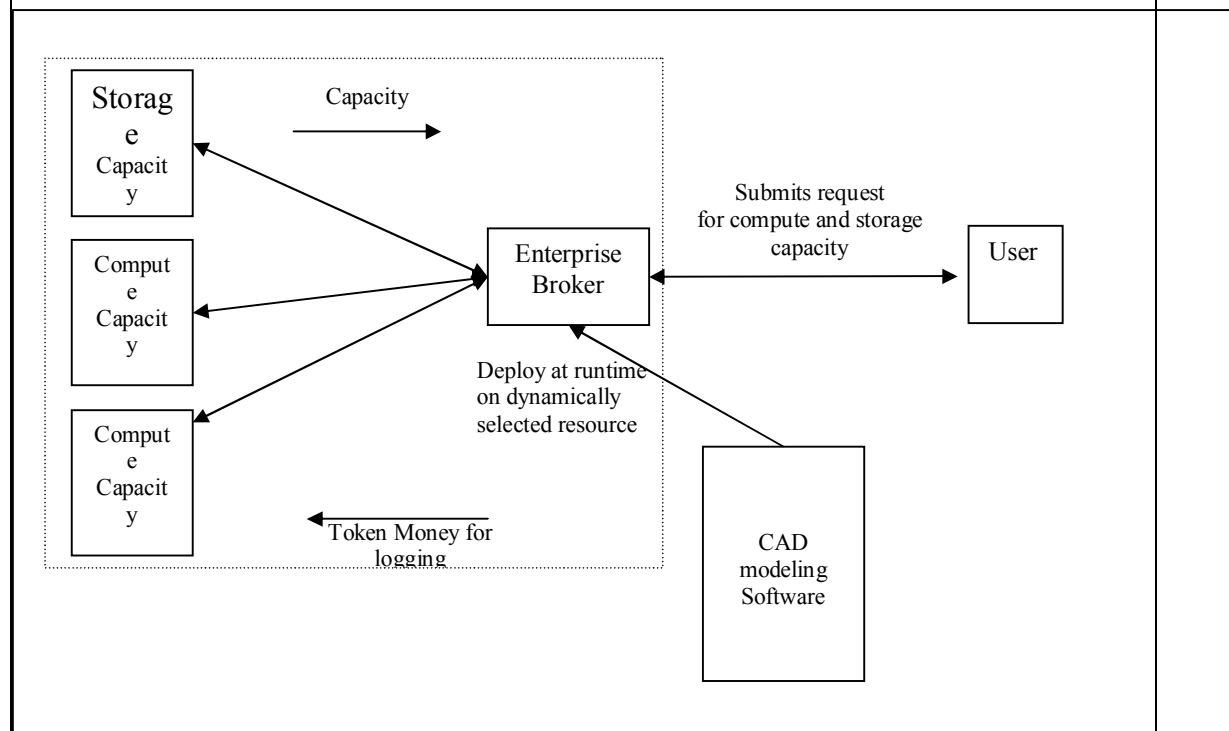 Storag
e
Capacit
y
Capacity
Submits request
for compute and storage
capacity
User
Enterprise
Broker
Comput
e
Capacit
y
Deploy at runtime
on dynamically
selected resource
Comput
e
Capacit
y
Token Money for
logging
CAD
modeling
Software